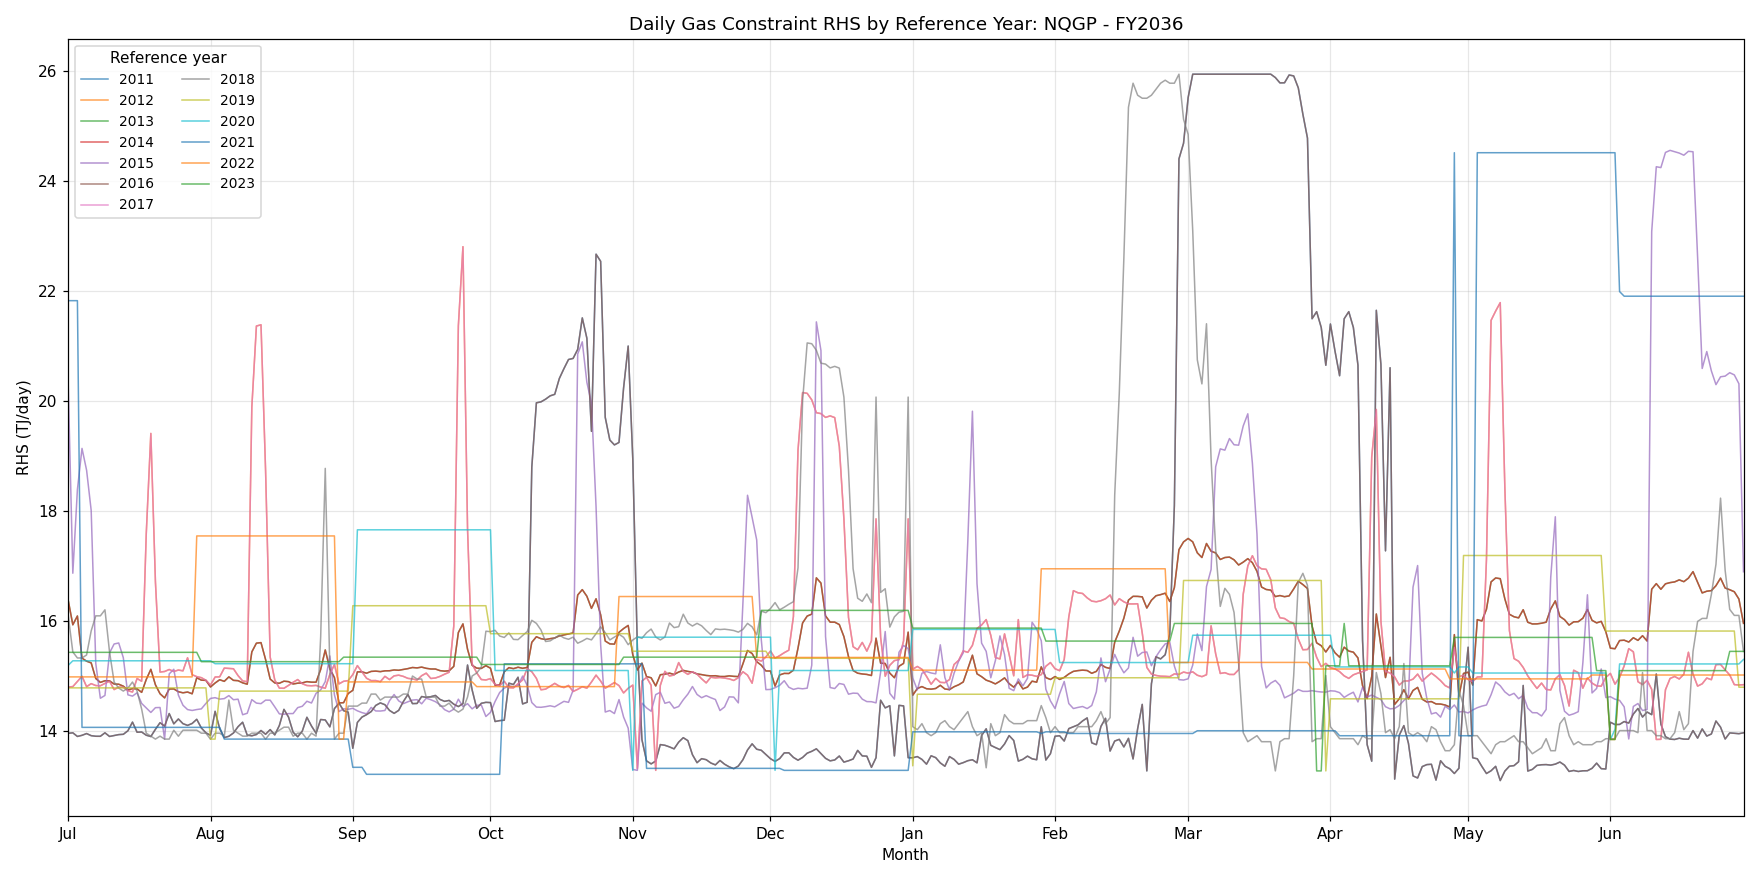 Daily Gas Constraint RHS by Reference Year: NQGP - FY2036
Reference year
2011
2012
2013
2014
2015
2016
2017
2018
2019
2020
2021
2022
2023
RHS (TJ/day)
26
24
22
20
18
16
14
Jul
Aug
Sep
Oct
Nov
Dec
Jan
Feb
Mar
Apr
May
Jun
Month